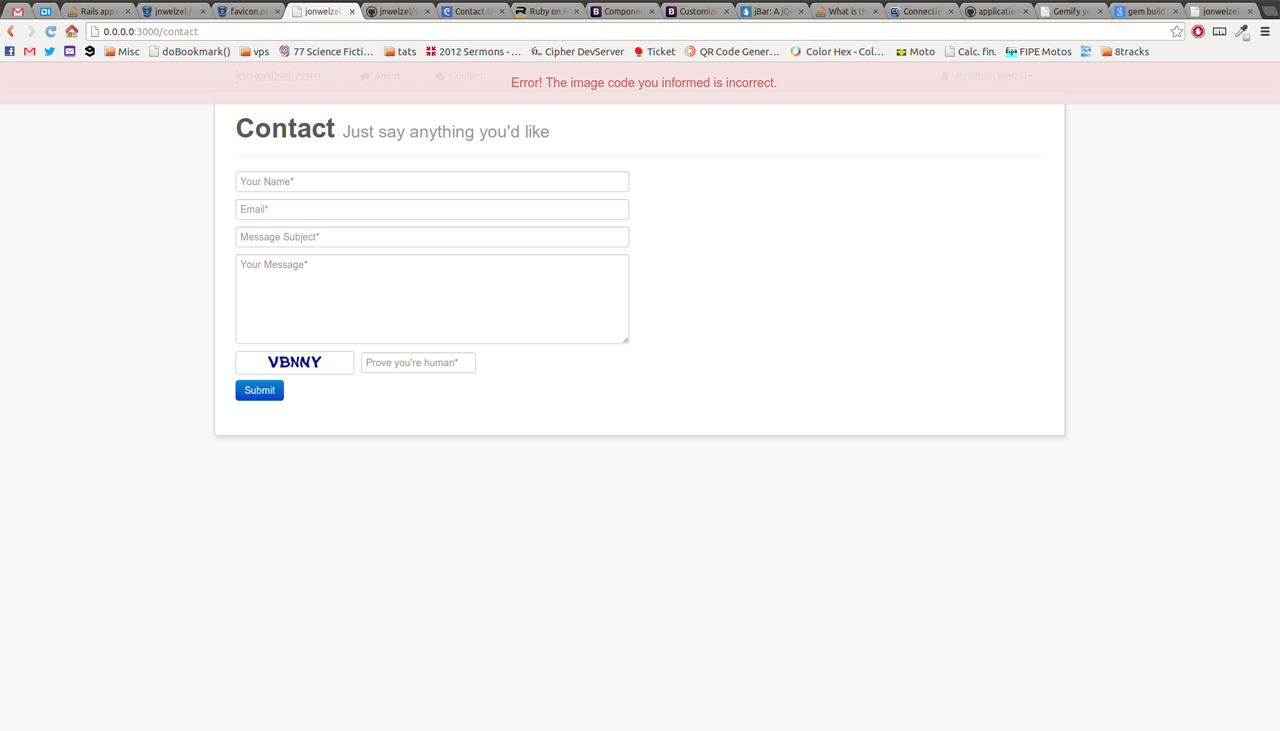 Rails app
jnwelzel /
favicon.p
jonwelzel
jnwelzel/s
Contact
Ruby on R
Componen
Customiz
jBar: A jQ
What is th
Connectio
applicatio
Gemify yo
gem build
jonwelzel
0.0.0.0:3000/contact
Misc doBookmark() vps 77 Science Ficti... tats 2012 Sermons - ... Cipher DevServer Ticket QR Code Gener... Color Hex - Col... Moto Calc. fin. FIPE Motos 8tracks
jonwelzel.com About Contact Jonathan Welzel
Error! The image code you informed is incorrect.
Contact Just say anything you'd like
Your Name*
Email*
Message Subject*
Your Message*
VBNNY Prove you're human*
Submit